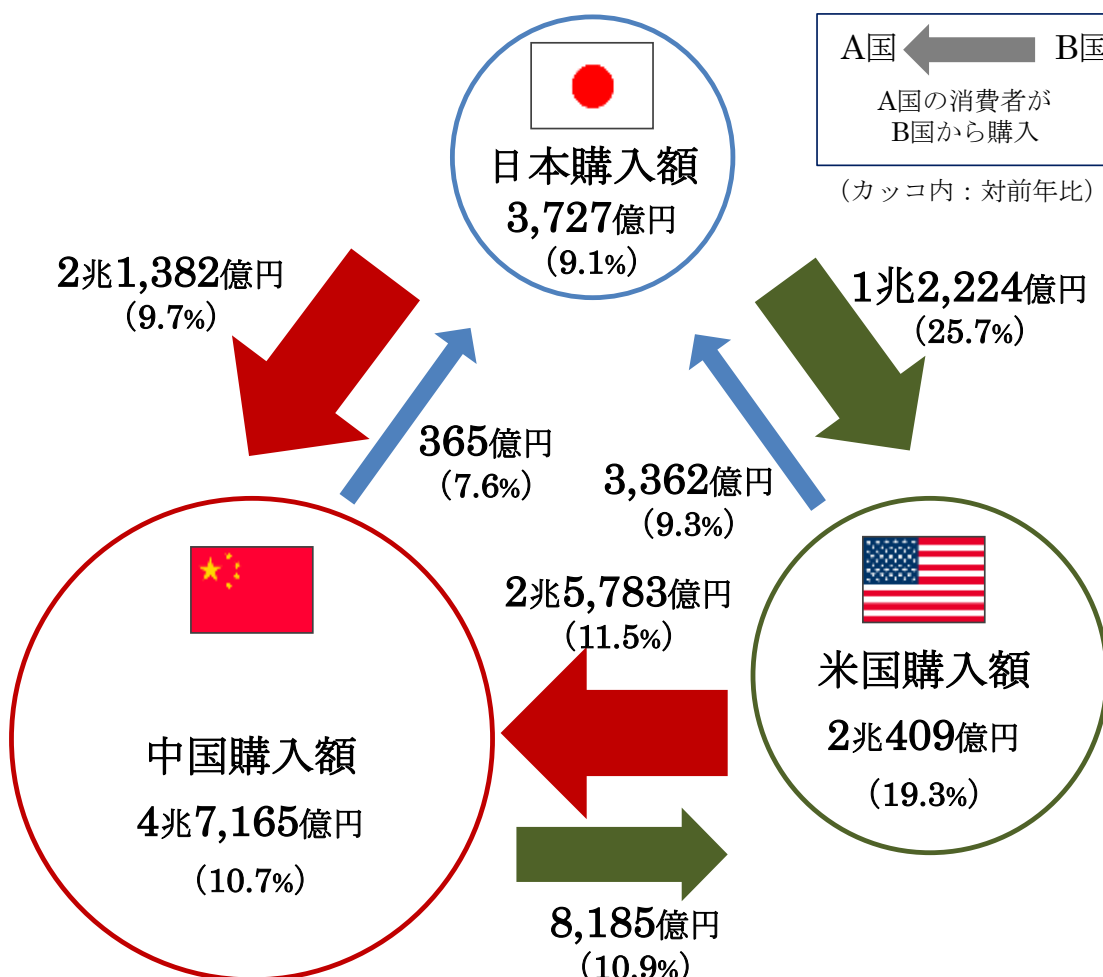 A国 B国
A国の消費者が
B国から購入
(カッコ内：対前年比)
日本購入額
3,727億円
(9.1%)
2兆1,382億円
(9.7%)
1兆2,224億円
(25.7%)
365億円
(7.6%)
3,362億円
(9.3%)
2兆5,783億円
(11.5%)
米国購入額
2兆409億円
(19.3%)
中国購入額
4兆7,165億円
(10.7%)
8,185億円
(10.9%)